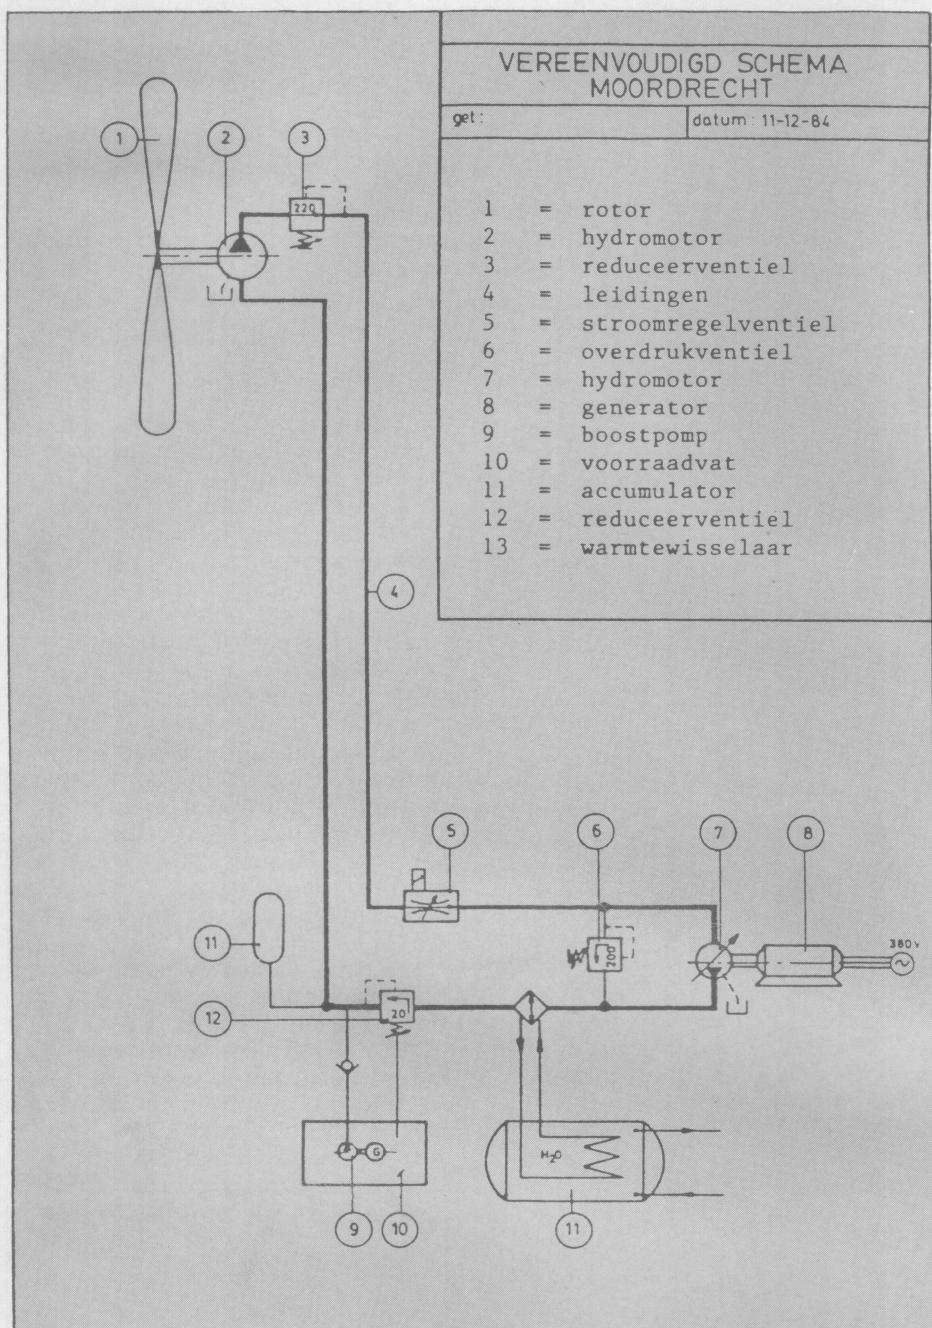 VEREENVOUDIGD SCHEMA
MOORDRECHT
get: datum: 11-12-84
1 = rotor
2 = hydromotor
3 = reduceerventiel
4 = leidingen
5 = stroomregelventiel
6 = overdrukventiel
7 = hydromotor
8 = generator
9 = boostpomp
10 = voorraadvat
11 = accumulator
12 = reduceerventiel
13 = warmtewisselaar
1
2
3
220
4
5
6
7
8
200
380 v
11
12
20
G
H2O
9
10
11